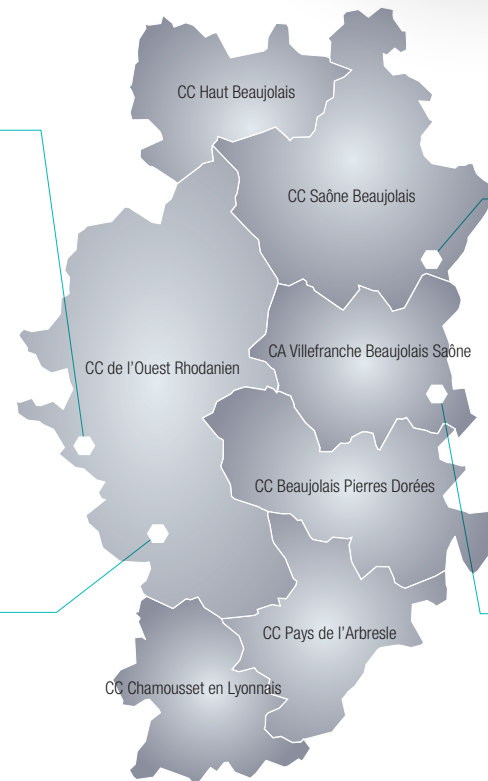 CC Haut Beaujolais
CC Saône Beaujolais
CA Villefranche Beaujolais Saône
CC de l'Ouest Rhodanien
CC Beaujolais Pierres Dorées
CC Pays de l'Arbresle
CC Chamousset en Lyonnais